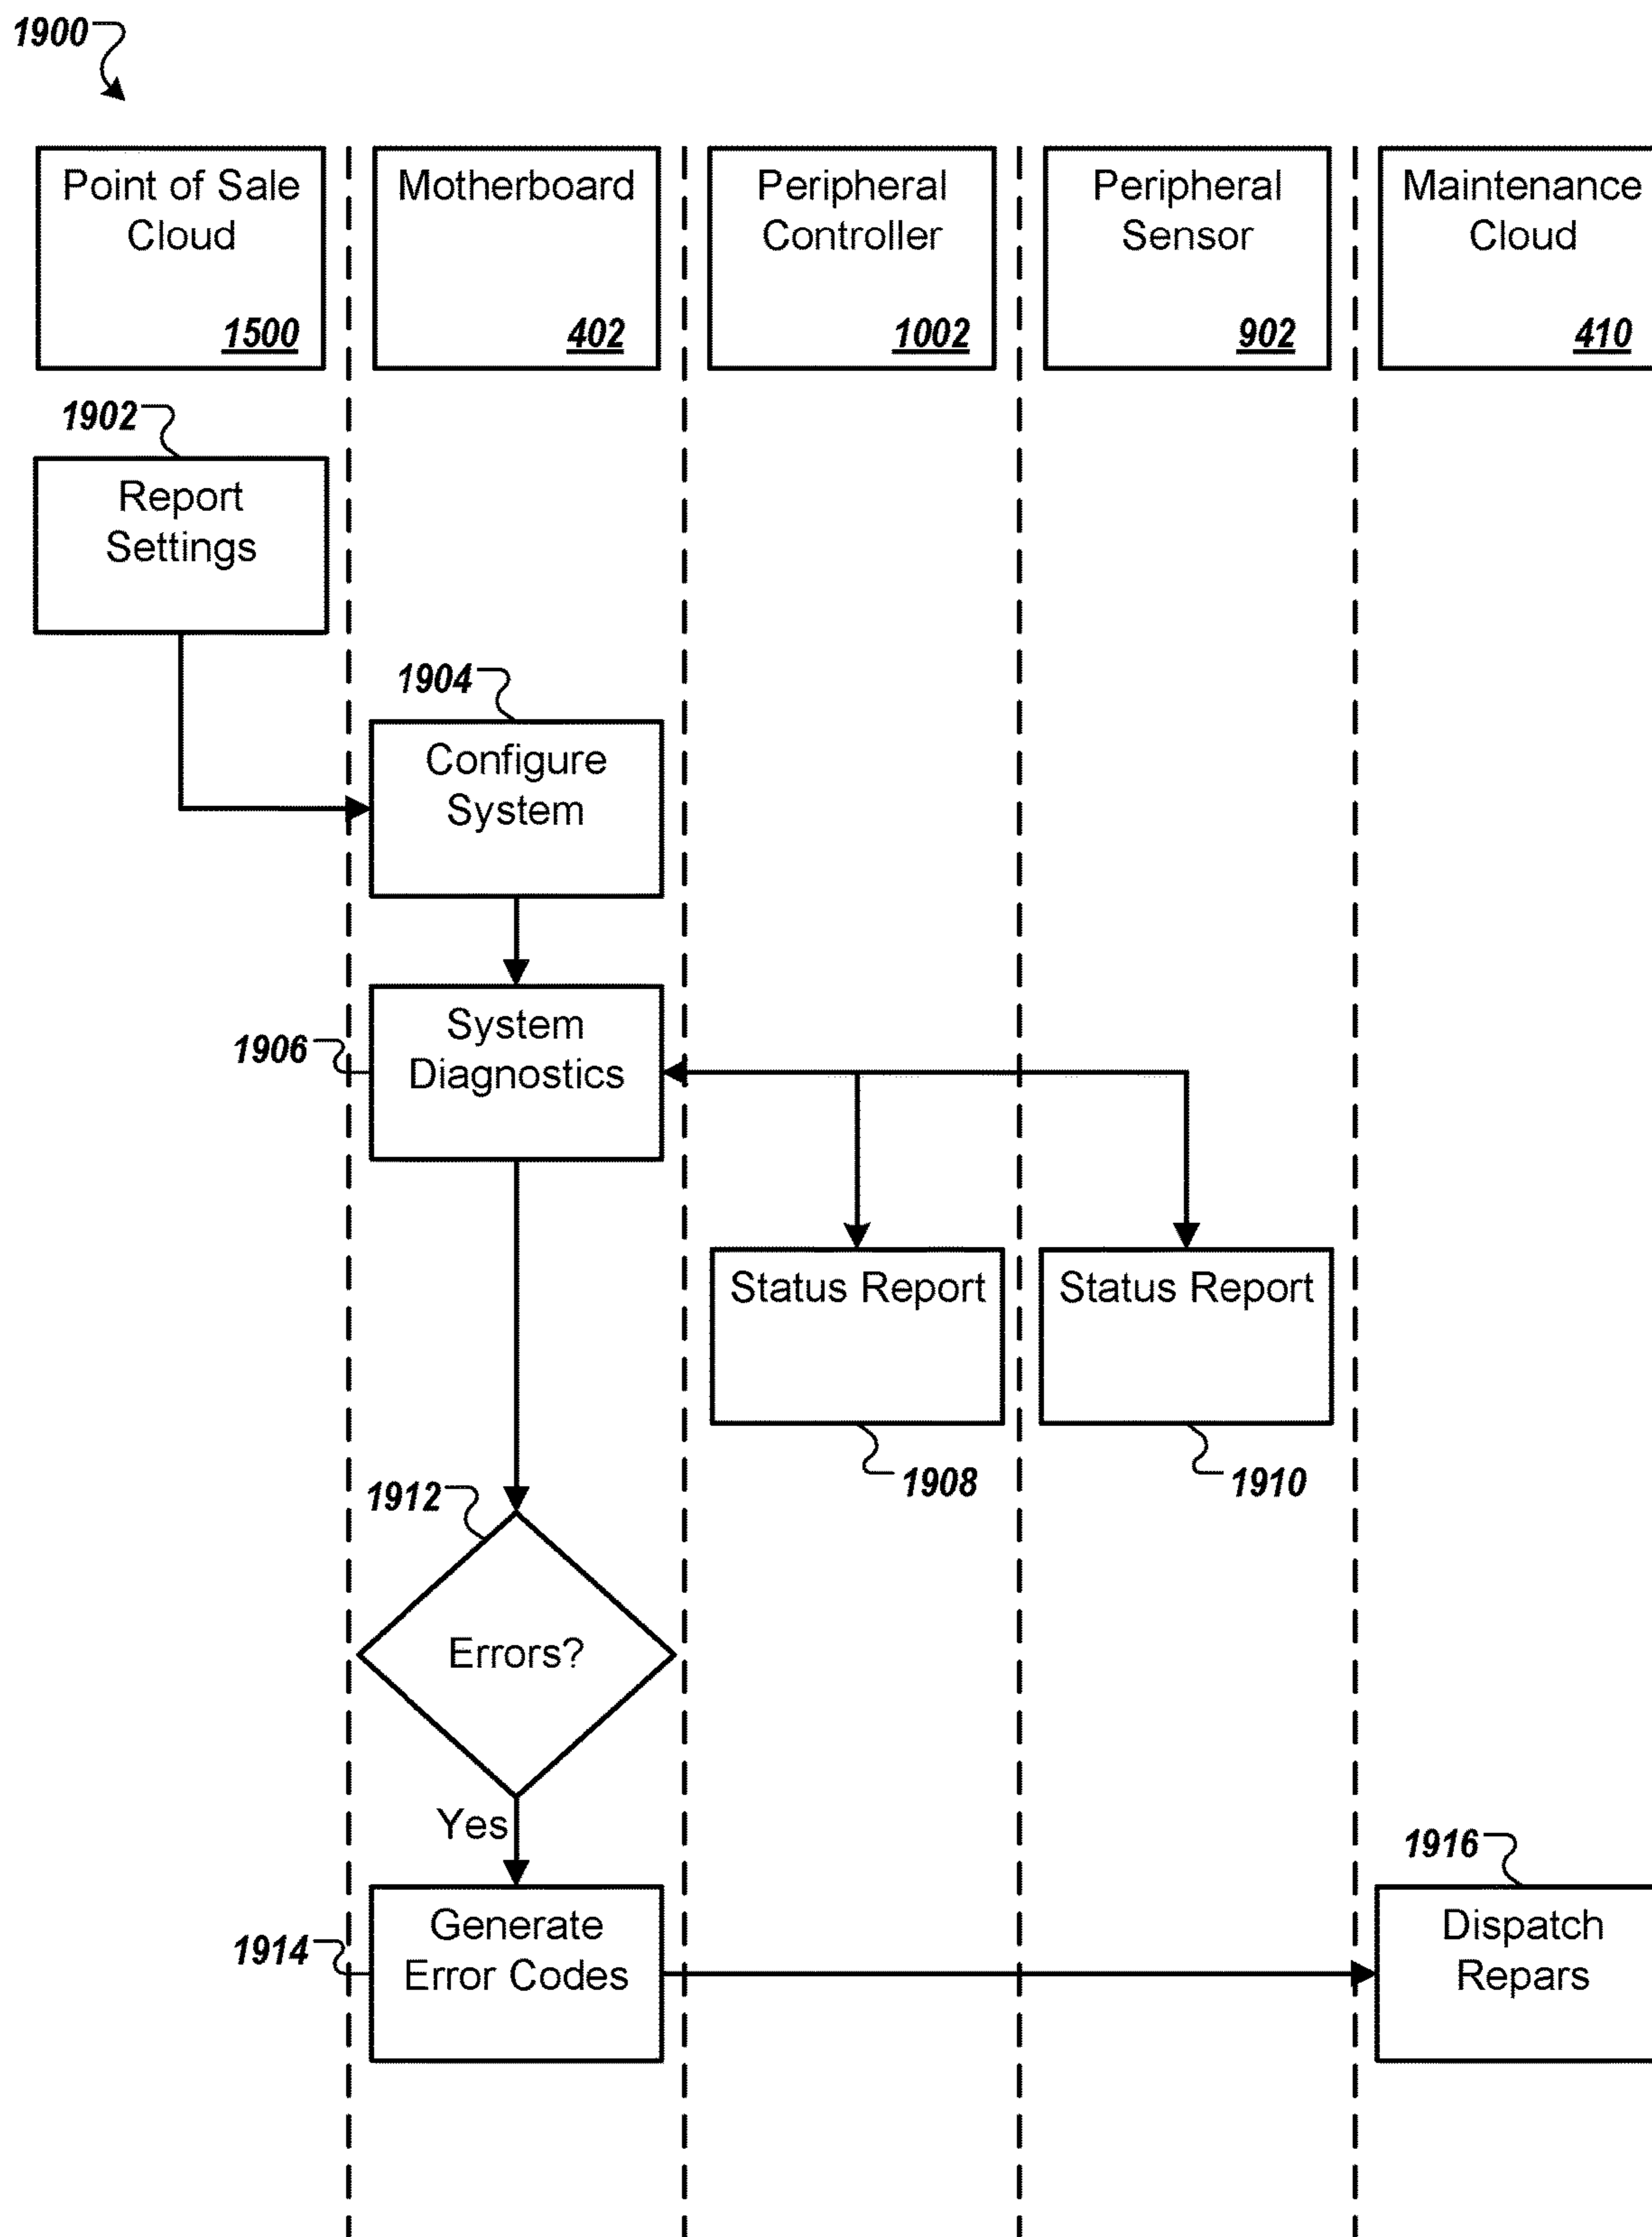 1900
Point of Sale
Cloud
1500
Motherboard
402
Peripheral
Controller
1002
Peripheral
Sensor
902
Maintenance
Cloud
410
1902
Report
Settings
1904
Configure
System
1906
System
Diagnostics
Status Report
1908
Status Report
1910
1912
Errors?
Yes
1914
Generate
Error Codes
1916
Dispatch
Repars